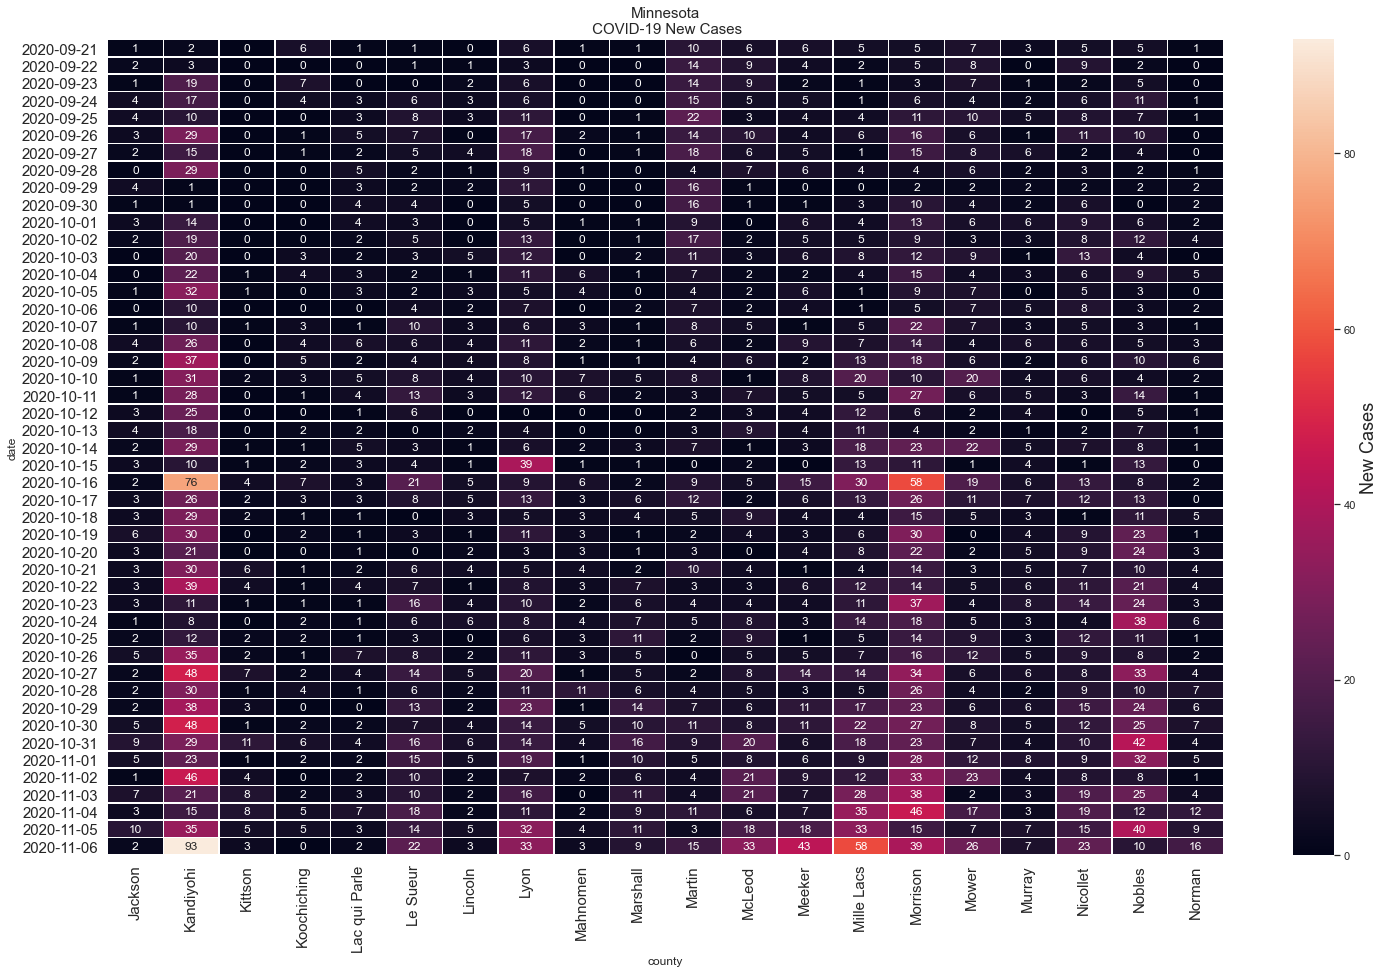 Minnesota
COVID-19 New Cases
2020-09-21 1 2 0 6 1 1 0 6 1 1 10 6 6 5 5 7 3 5 5 1
2020-09-22 2 3 0 0 0 1 1 3 0 0 14 9 4 2 5 8 0 9 2 0
2020-09-23 1 19 0 7 0 0 2 6 0 0 14 9 2 1 3 7 1 2 5 0
2020-09-24 4 17 0 4 3 6 3 6 0 0 15 5 5 1 6 4 2 6 11 1
2020-09-25 4 10 0 0 3 8 3 11 0 1 22 3 4 4 11 10 5 8 7 1
2020-09-26 3 29 0 1 5 7 0 17 2 1 14 10 4 6 16 6 1 11 10 0
2020-09-27 2 15 0 1 2 5 4 18 0 1 18 6 5 1 15 8 6 2 4 0
2020-09-28 0 29 0 0 5 2 1 9 1 0 4 7 6 4 4 6 2 3 2 1
2020-09-29 4 1 0 0 3 2 2 11 0 0 16 1 0 0 2 2 2 2 2 2
2020-09-30 1 1 0 0 4 4 0 5 0 0 16 1 1 3 10 4 2 6 0 2
2020-10-01 3 14 0 0 4 3 0 5 1 1 9 0 6 4 13 6 6 9 6 2
2020-10-02 2 19 0 0 2 5 0 13 0 1 17 2 5 5 9 3 3 8 12 4
2020-10-03 0 20 0 3 2 3 5 12 0 2 11 3 6 8 12 9 1 13 4 0
2020-10-04 0 22 1 4 3 2 1 11 6 1 7 2 2 4 15 4 3 6 9 5
2020-10-05 1 32 1 0 3 2 3 5 4 0 4 2 6 1 9 7 0 5 3 0
2020-10-06 0 10 0 0 0 4 2 7 0 2 7 2 4 1 5 7 5 8 3 2
2020-10-07 1 10 1 3 1 10 3 6 3 1 8 5 1 5 22 7 3 5 3 1
2020-10-08 4 26 0 4 6 6 4 11 2 1 6 2 9 7 14 4 6 6 5 3
2020-10-09 2 37 0 5 2 4 4 8 1 1 4 6 2 13 18 6 2 6 10 6
2020-10-10 1 31 2 3 5 8 4 10 7 5 8 1 8 20 10 20 4 6 4 2
2020-10-11 1 28 0 1 4 13 3 12 6 2 3 7 5 5 27 6 5 3 14 1
2020-10-12 3 25 0 0 1 6 0 0 0 0 2 3 4 12 6 2 4 0 5 1
2020-10-13 4 18 0 2 2 0 2 4 0 0 3 9 4 11 4 2 1 2 7 1
2020-10-14 2 29 1 1 5 3 1 6 2 3 7 1 3 18 23 22 5 7 8 1
2020-10-15 3 10 1 2 3 4 1 39 1 1 0 2 0 13 11 1 4 1 13 0
2020-10-16 2 76 4 7 3 21 5 9 6 2 9 5 15 30 58 19 6 13 8 2
2020-10-17 3 26 2 3 3 8 5 13 3 6 12 2 6 13 26 11 7 12 13 0
2020-10-18 3 29 2 1 1 0 3 5 3 4 5 9 4 4 15 5 3 1 11 5
2020-10-19 6 30 0 2 1 3 1 11 3 1 2 4 3 6 30 0 4 9 23 1
2020-10-20 3 21 0 0 1 0 2 3 3 1 3 0 4 8 22 2 5 9 24 3
2020-10-21 3 30 6 1 2 6 4 5 4 2 10 4 1 4 14 3 5 7 10 4
2020-10-22 3 39 4 1 4 7 1 8 3 7 3 3 6 12 14 5 6 11 21 4
2020-10-23 3 11 1 1 1 16 4 10 2 6 4 4 4 11 37 4 8 14 24 3
2020-10-24 1 8 0 2 1 6 6 8 4 7 5 8 3 14 18 5 3 4 38 6
2020-10-25 2 12 2 2 1 3 0 6 3 11 2 9 1 5 14 9 3 12 11 1
2020-10-26 5 35 2 1 7 8 2 11 3 5 0 5 5 7 16 12 5 9 8 2
2020-10-27 2 48 7 2 4 14 5 20 1 5 2 8 14 14 34 6 6 8 33 4
2020-10-28 2 30 1 4 1 6 2 11 11 6 4 5 3 5 26 4 2 9 10 7
2020-10-29 2 38 3 0 0 13 2 23 1 14 7 6 11 17 23 6 6 15 24 6
2020-10-30 5 48 1 2 2 7 4 14 5 10 11 8 11 22 27 8 5 12 25 7
2020-10-31 9 29 11 6 4 16 6 14 4 16 9 20 6 18 23 7 4 10 42 4
2020-11-01 5 23 1 2 2 15 5 19 1 10 5 8 6 9 28 12 8 9 32 5
2020-11-02 1 46 4 0 2 10 2 7 2 6 4 21 9 12 33 23 4 8 8 1
2020-11-03 7 21 8 2 3 10 2 16 0 11 4 21 7 28 38 2 3 19 25 4
2020-11-04 3 15 8 5 7 18 2 11 2 9 11 6 7 35 46 17 3 19 12 12
2020-11-05 10 35 5 5 3 14 5 32 4 11 3 18 18 33 15 7 7 15 40 9
2020-11-06 2 93 3 0 2 22 3 33 3 9 15 33 43 58 39 26 7 23 10 16
date
Jackson Kandiyohi Kittson Koochiching Lac qui Parle Le Sueur Lincoln Lyon Mahnomen Marshall Martin McLeod Meeker Mille Lacs Morrison Mower Murray Nicollet Nobles Norman
county
80
60
40
20
0
New Cases